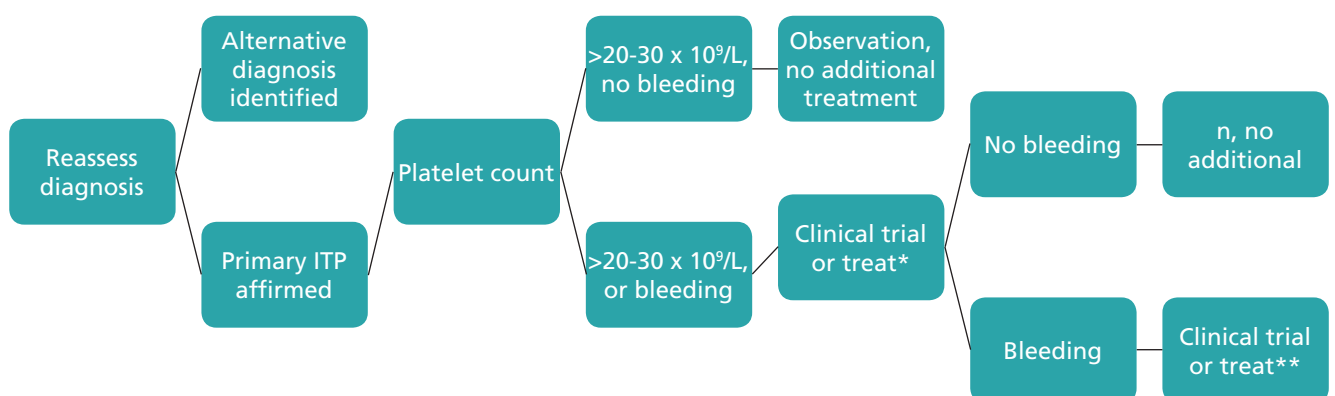 Reassess
diagnosis
Alternative
diagnosis
identified
Primary ITP
affirmed
Platelet count
>20-30 x 10⁹/L,
no bleeding
>20-30 x 10⁹/L,
or bleeding
Observation,
no additional
treatment
Clinical trial
or treat*
No bleeding
Bleeding
n, no
additional
Clinical trial
or treat**